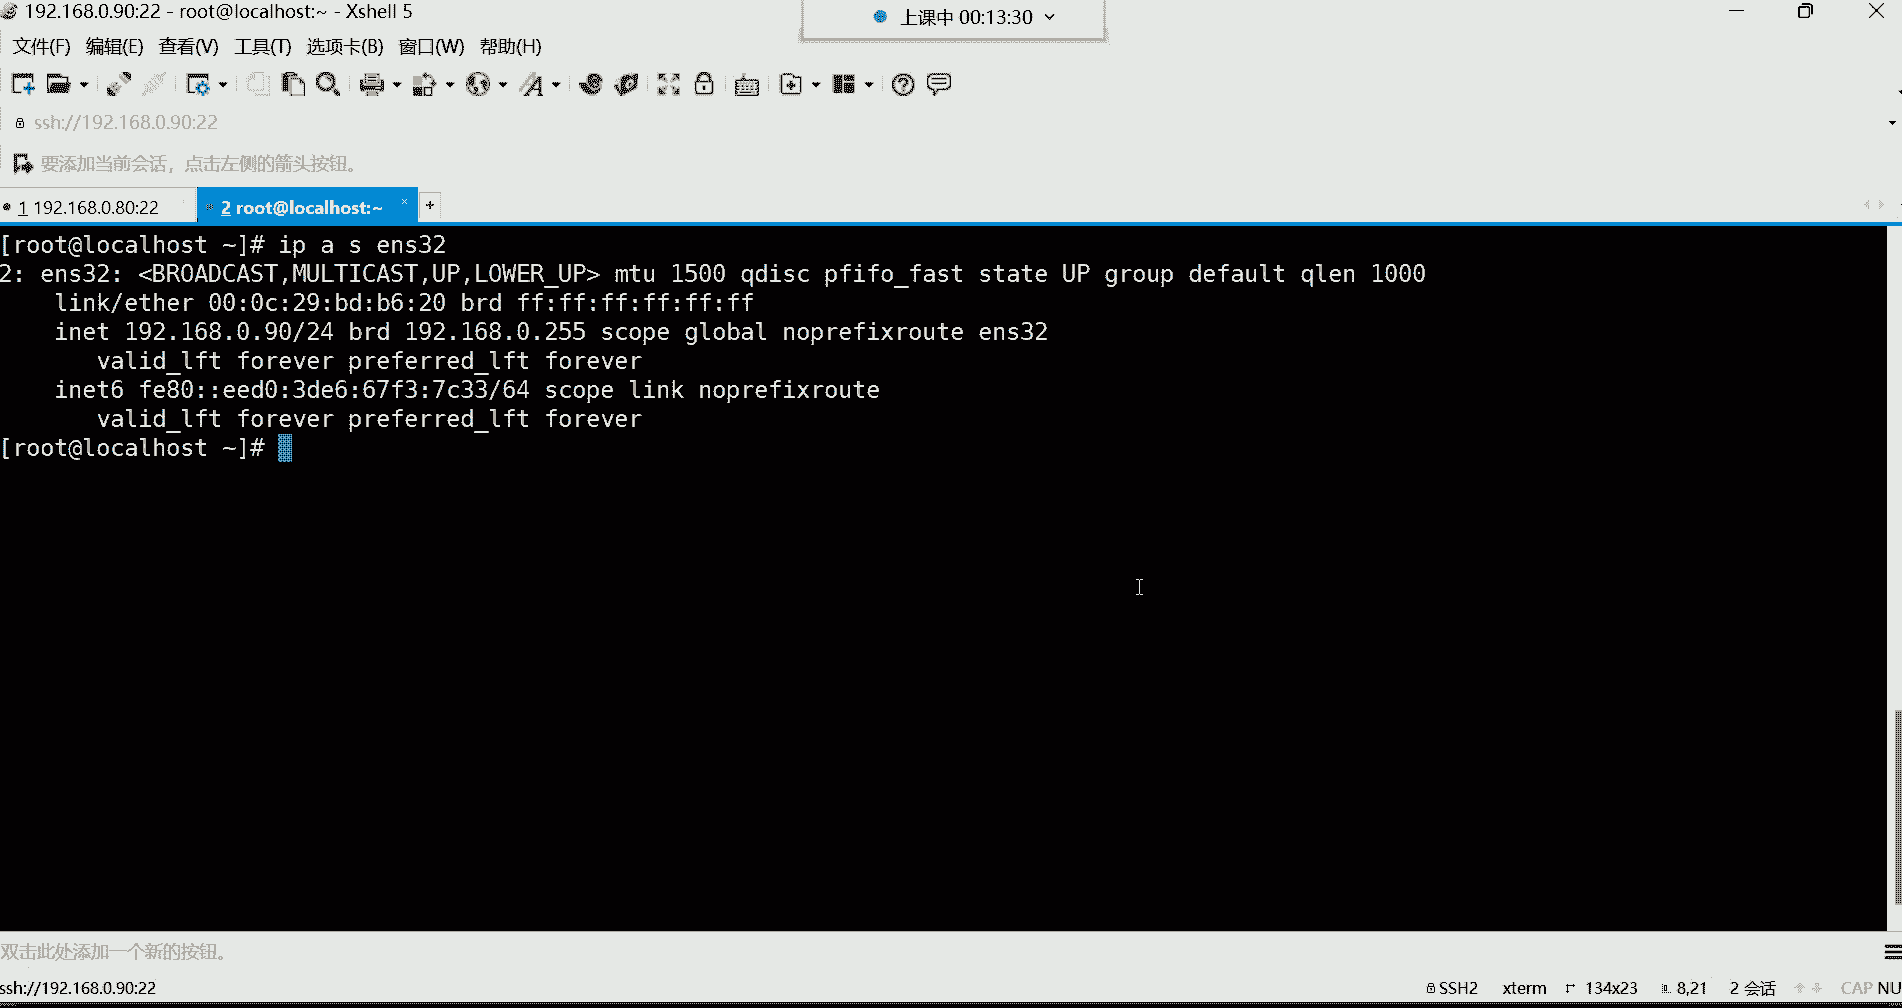 192.168.0.90:22 - root@localhost:~ - Xshell 5
上课中 00:13:30
文件(F) 编辑(E) 查看(V) 工具(T) 选项卡(B) 窗口(W) 帮助(H)
ssh://192.168.0.90:22
要添加当前会话，点击左侧的箭头按钮。
1 192.168.0.80:22 2 root@localhost:~ × +
[root@localhost ~]# ip a s ens32
2: ens32: <BROADCAST,MULTICAST,UP,LOWER_UP> mtu 1500 qdisc pfifo_fast state UP group default qlen 1000
    link/ether 00:0c:29:bd:b6:20 brd ff:ff:ff:ff:ff:ff
    inet 192.168.0.90/24 brd 192.168.0.255 scope global noprefixroute ens32
       valid_lft forever preferred_lft forever
    inet6 fe80::eed0:3de6:67f3:7c33/64 scope link noprefixroute
       valid_lft forever preferred_lft forever
[root@localhost ~]#
双击此处添加一个新的按钮。
ssh://192.168.0.90:22 SSH2 xterm 134x23 8,21 2 会话 CAP NU